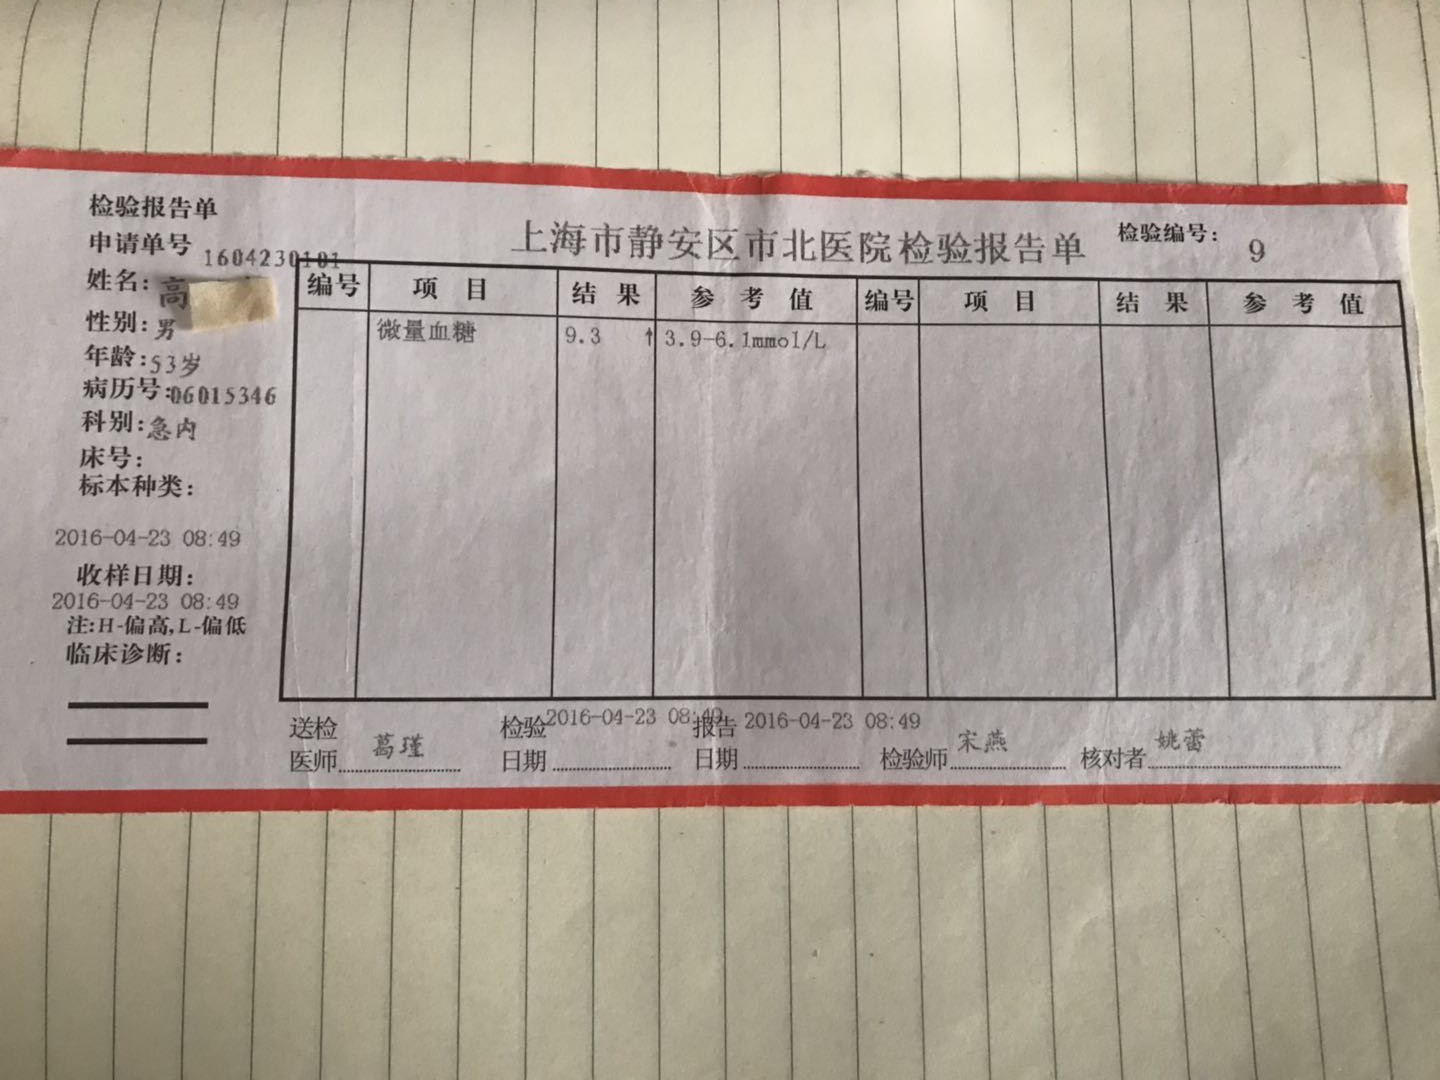 检验报告单
申请单号 1604230101
姓名:高
性别:男
年龄:53岁
病历号:06015346
科别:急内
床号:
标本种类:
2016-04-23 08:49
收样日期:
2016-04-23 08:49
注:H-偏高,L-偏低
临床诊断:
上海市静安区市北医院检验报告单
检验编号: 9
编号 项目 结果 参考值 编号 项目 结果 参考值
微量血糖 9.3 ↑ 3.9-6.1mmol/L
送检医师 葛瑾
检验日期 2016-04-23 08:49
报告日期 2016-04-23 08:49
检验师 宋燕
核对者 姚蕾